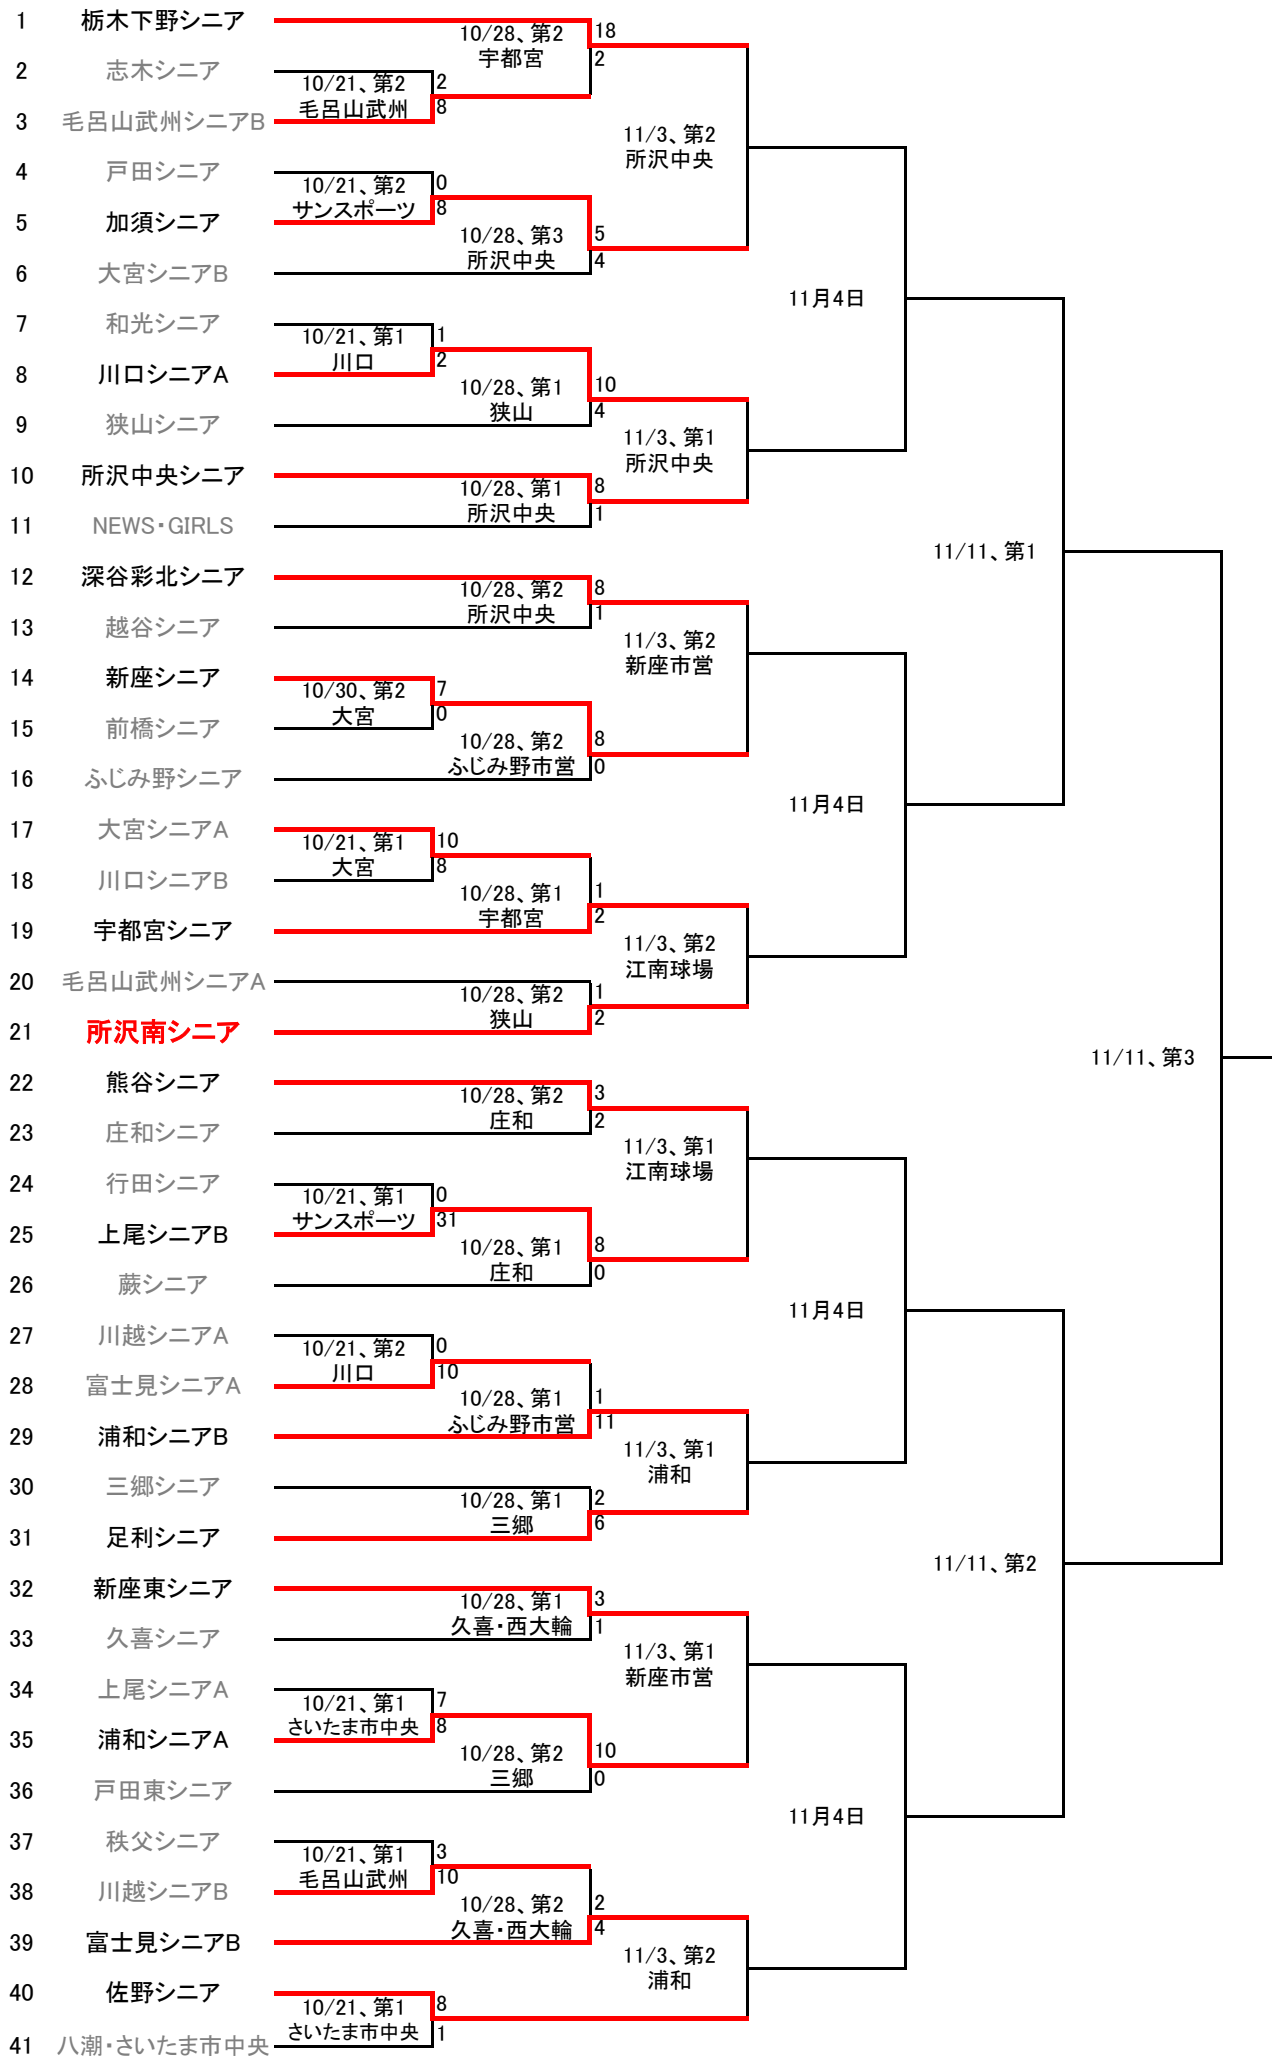 1 栃木下野シニア
10/28、第2 18
宇都宮 2
2 志木シニア
10/21、第2 2
毛呂山武州 8
3 毛呂山武州シニアB
11/3、第2
所沢中央
4 戸田シニア
10/21、第2 0
サンスポーツ 8
5 加須シニア
10/28、第3 5
所沢中央 4
6 大宮シニアB
11月4日
7 和光シニア
10/21、第1 1
川口 2
8 川口シニアA
10/28、第1 10
狭山 4
9 狭山シニア
11/3、第1
所沢中央
10 所沢中央シニア
10/28、第1 8
所沢中央 1
11 NEWS・GIRLS
11/11、第1
12 深谷彩北シニア
10/28、第2 8
所沢中央 1
13 越谷シニア
11/3、第2
新座市営
14 新座シニア
10/30、第2 7
大宮 0
15 前橋シニア
10/28、第2 8
ふじみ野市営 0
16 ふじみ野シニア
11月4日
17 大宮シニアA
10/21、第1 10
大宮 8
18 川口シニアB
10/28、第1 1
宇都宮 2
19 宇都宮シニア
11/3、第2
江南球場
20 毛呂山武州シニアA
10/28、第2 1
狭山 2
21 所沢南シニア
11/11、第3
22 熊谷シニア
10/28、第2 3
庄和 2
23 庄和シニア
11/3、第1
江南球場
24 行田シニア
10/21、第1 0
サンスポーツ 31
25 上尾シニアB
10/28、第1 8
庄和 0
26 蕨シニア
11月4日
27 川越シニアA
10/21、第2 0
川口 10
28 富士見シニアA
10/28、第1 1
ふじみ野市営 11
29 浦和シニアB
11/3、第1
浦和
30 三郷シニア
10/28、第1 2
三郷 6
31 足利シニア
11/11、第2
32 新座東シニア
10/28、第1 3
久喜・西大輪 1
33 久喜シニア
11/3、第1
新座市営
34 上尾シニアA
10/21、第1 7
さいたま市中央 8
35 浦和シニアA
10/28、第2 10
三郷 0
36 戸田東シニア
11月4日
37 秩父シニア
10/21、第1 3
毛呂山武州 10
38 川越シニアB
10/28、第2 2
久喜・西大輪 4
39 富士見シニアB
11/3、第2
浦和
40 佐野シニア
10/21、第1 8
さいたま市中央 1
41 八潮・さいたま市中央